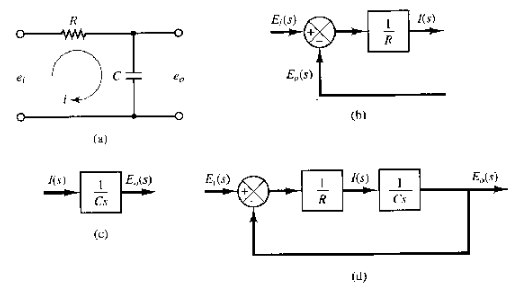 R
e_i
C
e_o
i
(a)
E_i(s)
+
−
1
R
I(s)
E_o(s)
(b)
I(s)
1
Cs
E_o(s)
(c)
E_i(s)
+
-
1
R
I(s)
1
Cs
E_o(s)
(d)